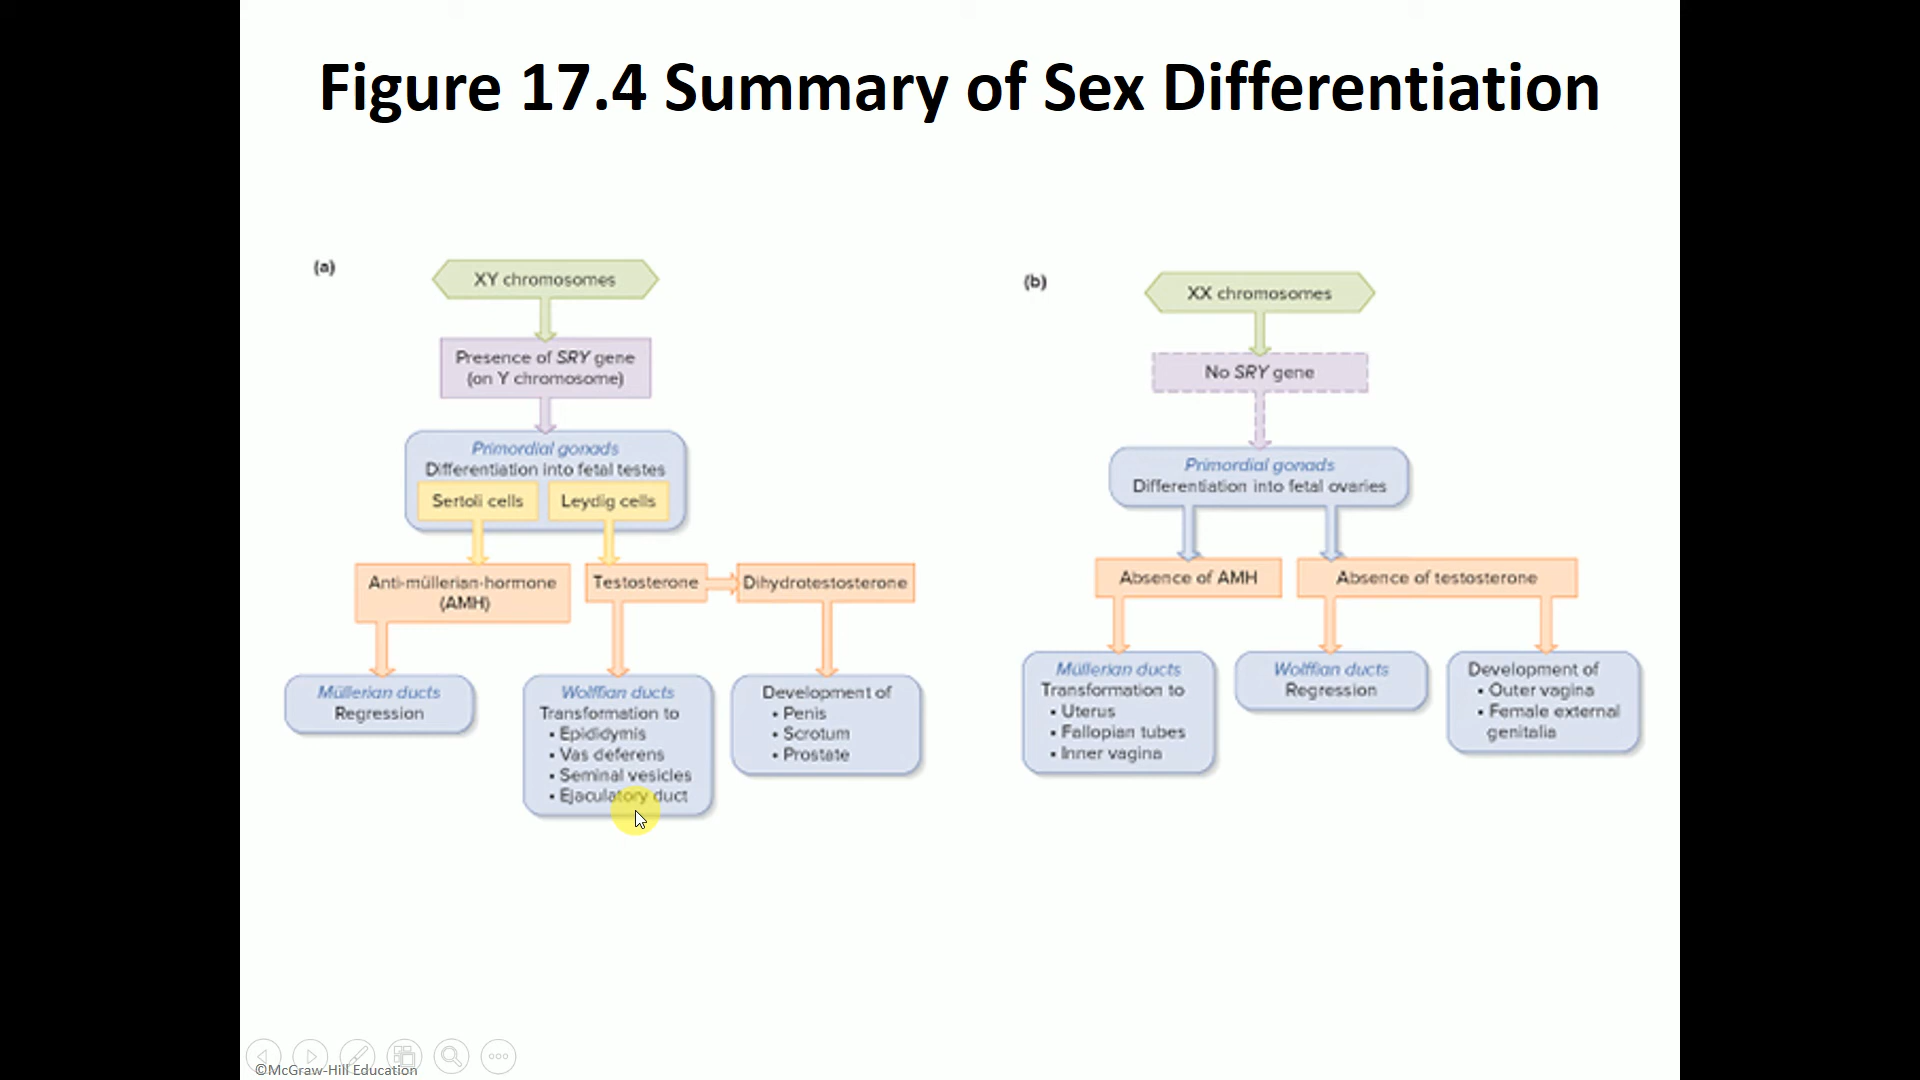 Figure 17.4 Summary of Sex Differentiation
(a)
XY chromosomes
Presence of SRY gene
(on Y chromosome)
Primordial gonads
Differentiation into fetal testes
Sertoli cells
Leydig cells
Anti-müllerian-hormone
(AMH)
Testosterone
Dihydrotestosterone
Müllerian ducts
Regression
Wolffian ducts
Transformation to
• Epididymis
• Vas deferens
• Seminal vesicles
• Ejaculatory duct
Development of
• Penis
• Scrotum
• Prostate
(b)
XX chromosomes
No SRY gene
Primordial gonads
Differentiation into fetal ovaries
Absence of AMH
Absence of testosterone
Müllerian ducts
Transformation to
• Uterus
• Fallopian tubes
• Inner vagina
Wolffian ducts
Regression
Development of
• Outer vagina
• Female external
genitalia
©McGraw-Hill Education